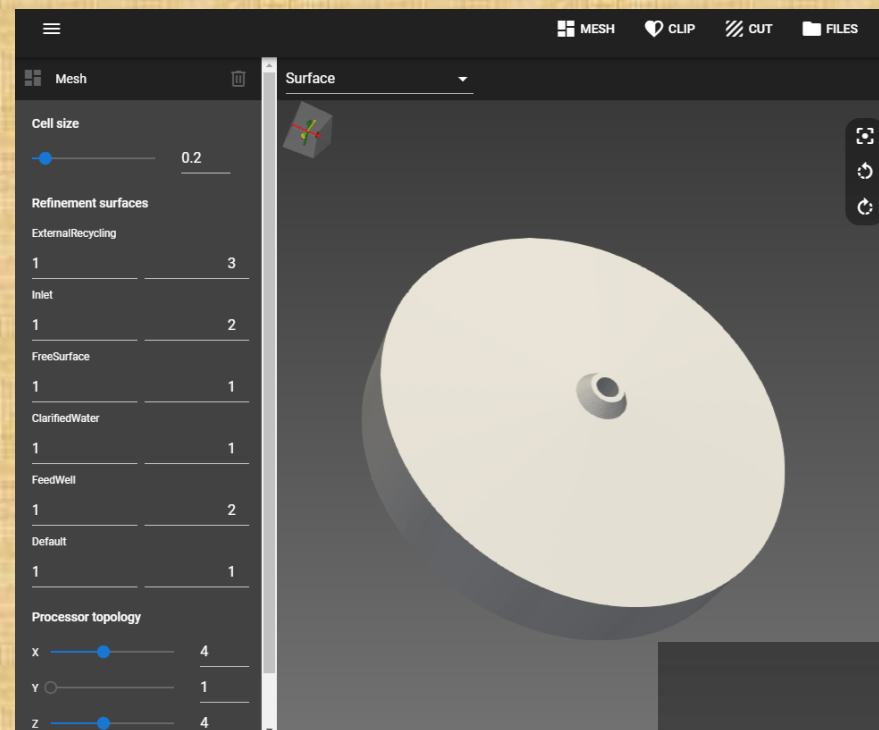 MESH CLIP CUT FILES
Mesh
Surface
Cell size
0.2
Refinement surfaces
ExternalRecycling
1 3
Inlet
1 2
FreeSurface
1 1
ClarifiedWater
1 1
FeedWell
1 2
Default
1 1
Processor topology
X 4
Y 1
Z 4